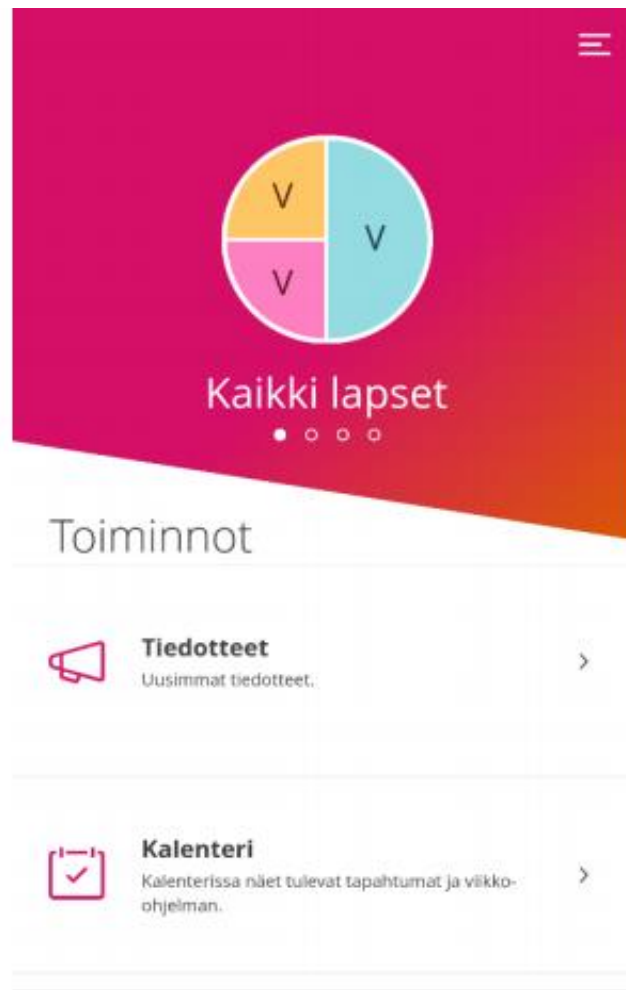 V
V
V
Kaikki lapset
Toiminnot
Tiedotteet
Uusimmat tiedotteet.
Kalenteri
Kalenterissa näet tulevat tapahtumat ja viikko-
ohjelman.